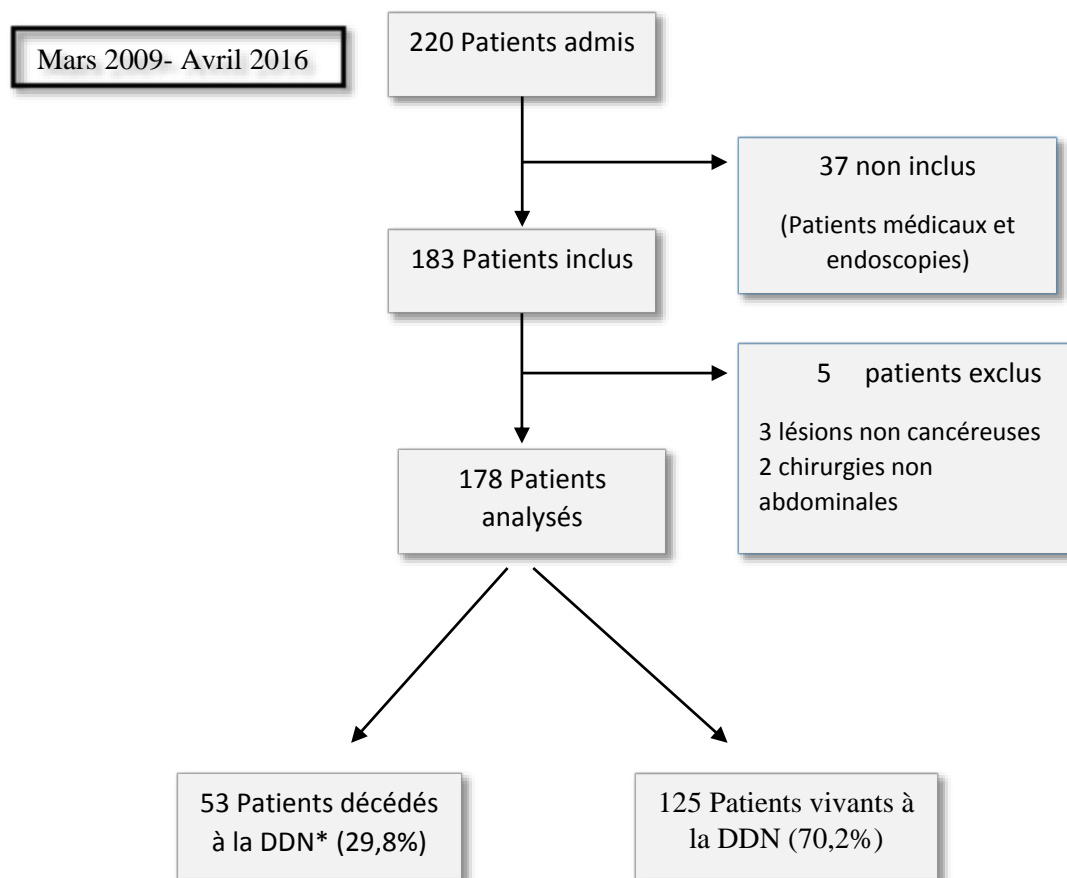 Mars 2009- Avril 2016
220 Patients admis
37 non inclus
(Patients médicaux et
endoscopies)
183 Patients inclus
5 patients exclus
3 lésions non cancéreuses
2 chirurgies non
abdominales
178 Patients
analysés
53 Patients décédés
à la DDN* (29,8%)
125 Patients vivants à
la DDN (70,2%)